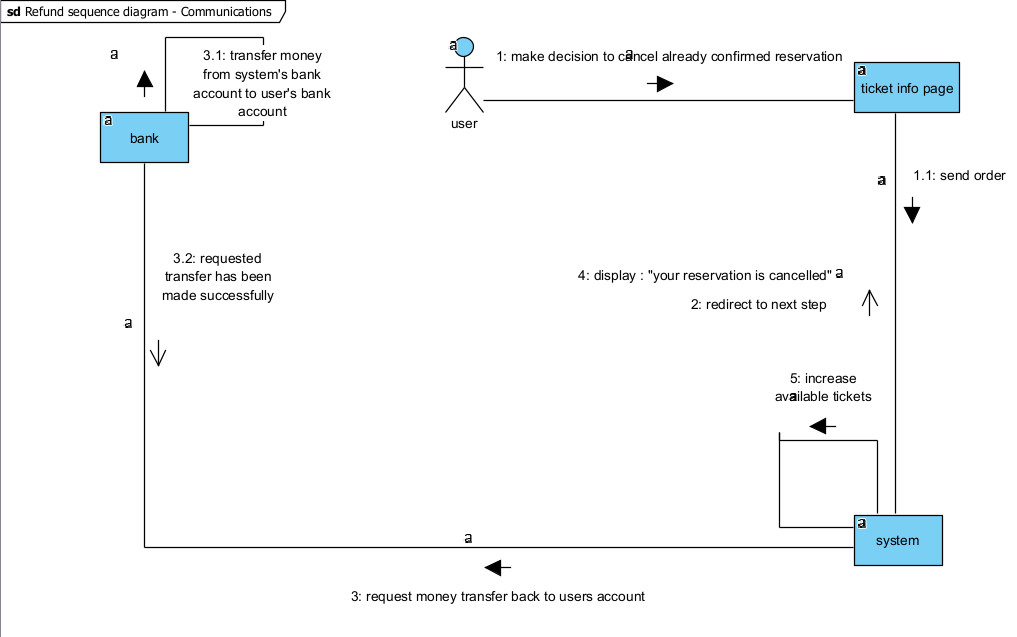 sd Refund sequence diagram - Communications
a
3.1: transfer money
from system's bank
account to user's bank
account
a
bank
a
user
1: make decision to cancel already confirmed reservation
a
a
ticket info page
a
1.1: send order
3.2: requested
transfer has been
made successfully
a
4: display : "your reservation is cancelled"
a
2: redirect to next step
5: increase
available tickets
a
a
system
a
3: request money transfer back to users account